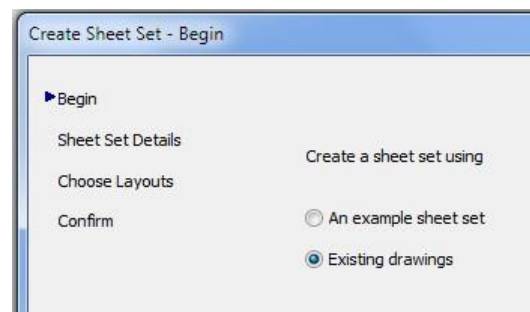 Create Sheet Set - Begin
Begin
Sheet Set Details
Choose Layouts
Confirm
Create a sheet set using
An example sheet set
Existing drawings